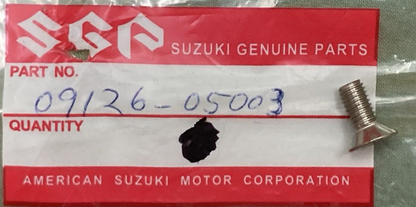 SGP
SUZUKI GENUINE PARTS
PART NO.
09126-05003
QUANTITY
AMERICAN SUZUKI MOTOR CORPORATION